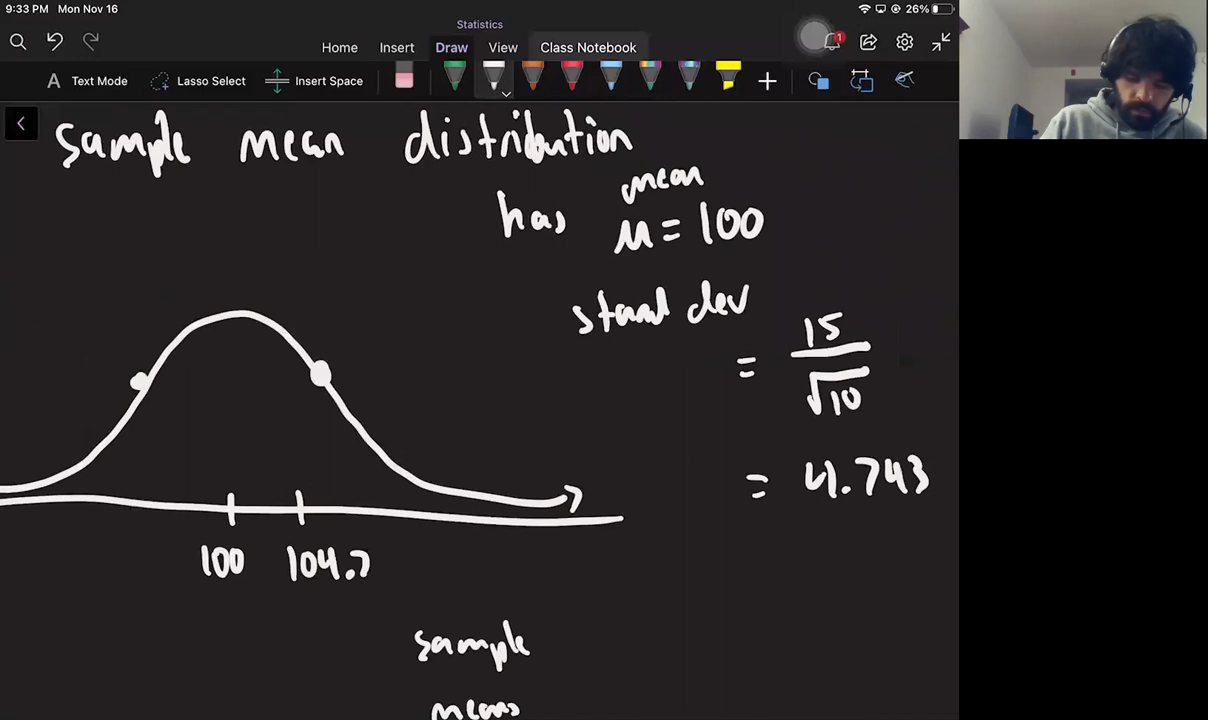 9:33 PM Mon Nov 16
26%
Statistics
Home Insert Draw View Class Notebook
1
A Text Mode Lasso Select Insert Space
sample mean distribution
mean
has μ = 100
stand dev
= 15 / √10
= 4.743
100 104.7
sample
means